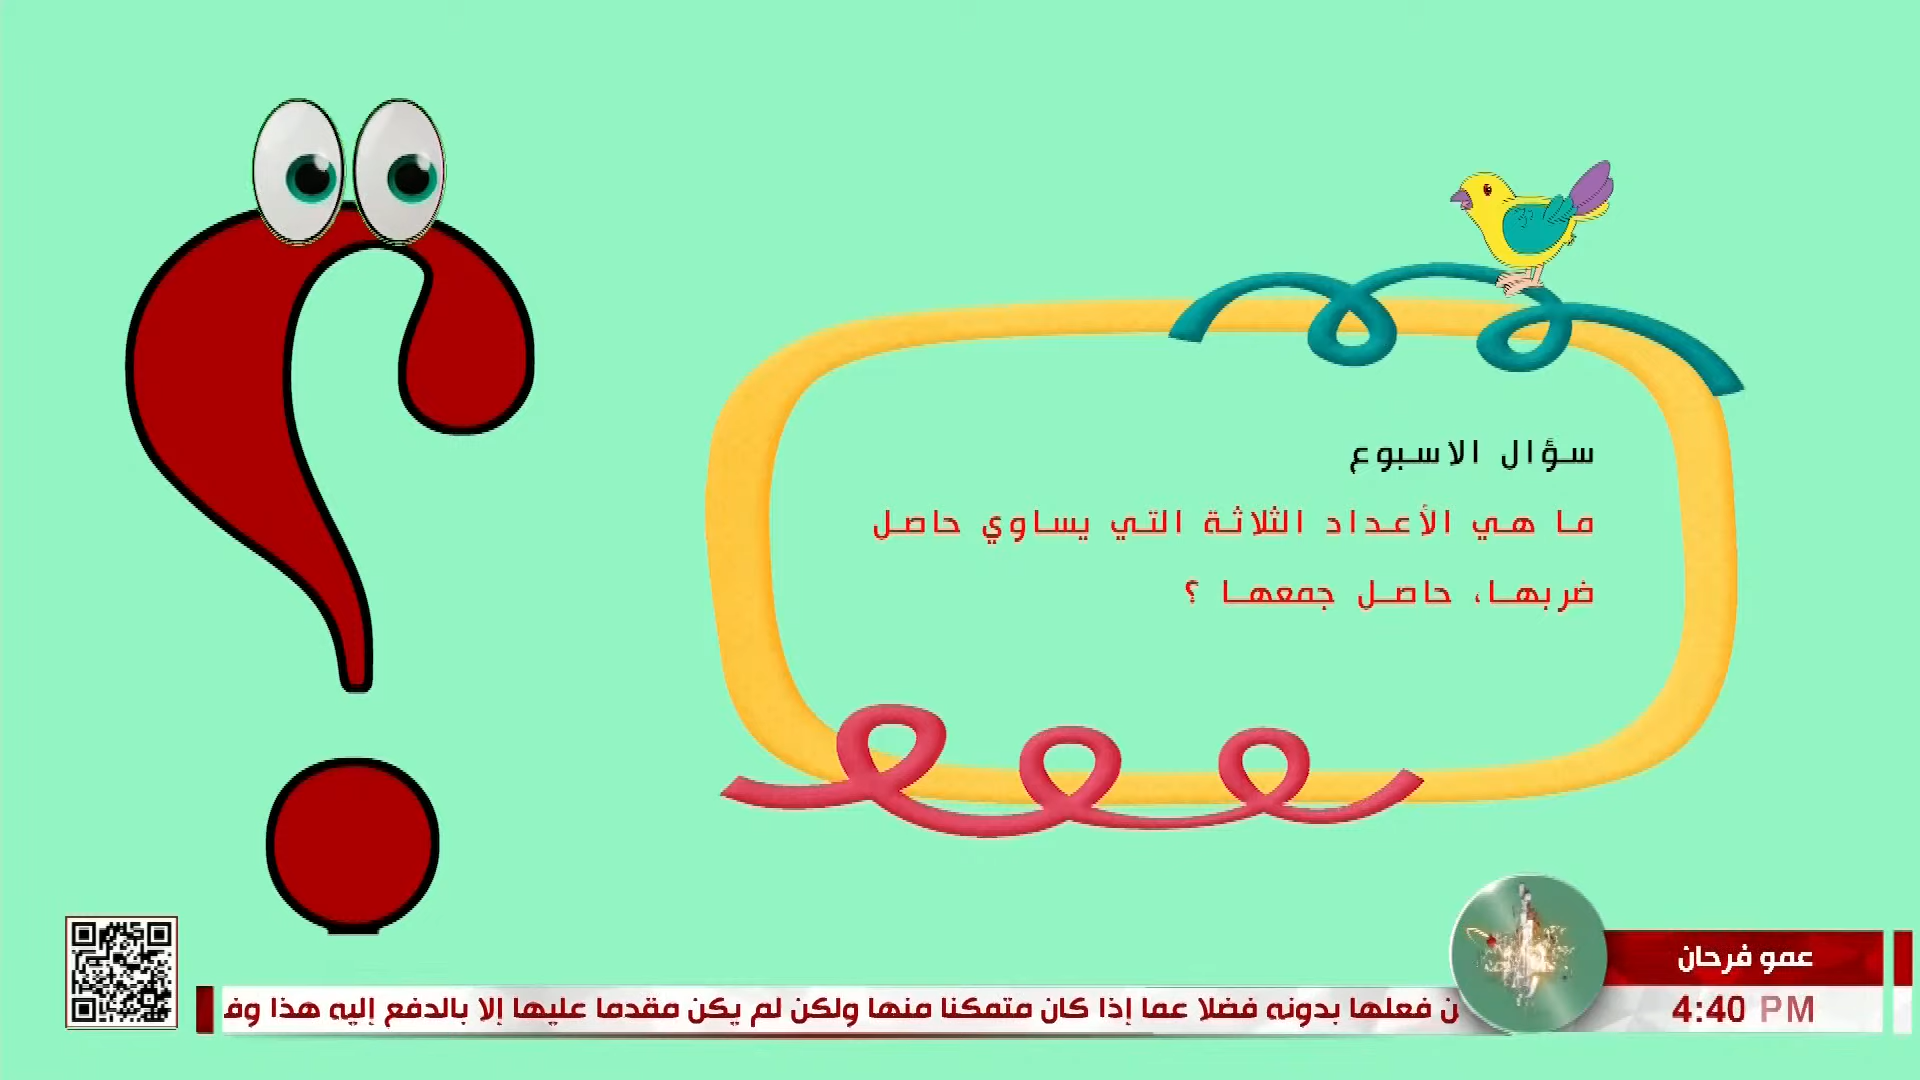 سؤال الاسبوع
ما هي الأعداد الثلاثة التي يساوي حاصل
ضربها، حاصل جمعها ؟
عمو فرحان
4:40 PM
ن فعلها بدونه فضلا عما إذا كان متمكنا منها ولكن لم يكن مقدما عليها إلا بالدفع إليه هذا وف